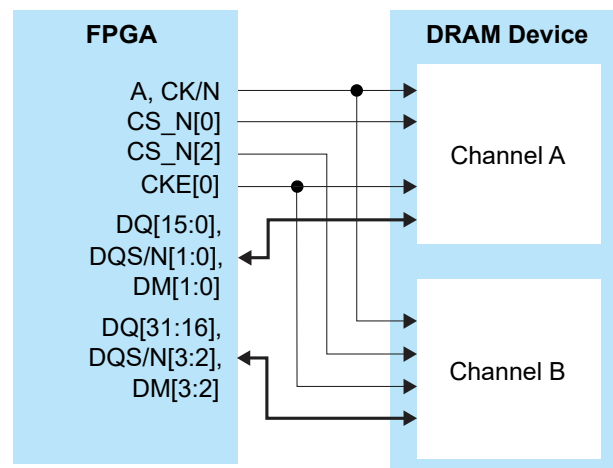 FPGA
DRAM Device
A, CK/N
CS_N[0]
CS_N[2]
CKE[0]
DQ[15:0],
DQS/N[1:0],
DM[1:0]
DQ[31:16],
DQS/N[3:2],
DM[3:2]
Channel A
Channel B